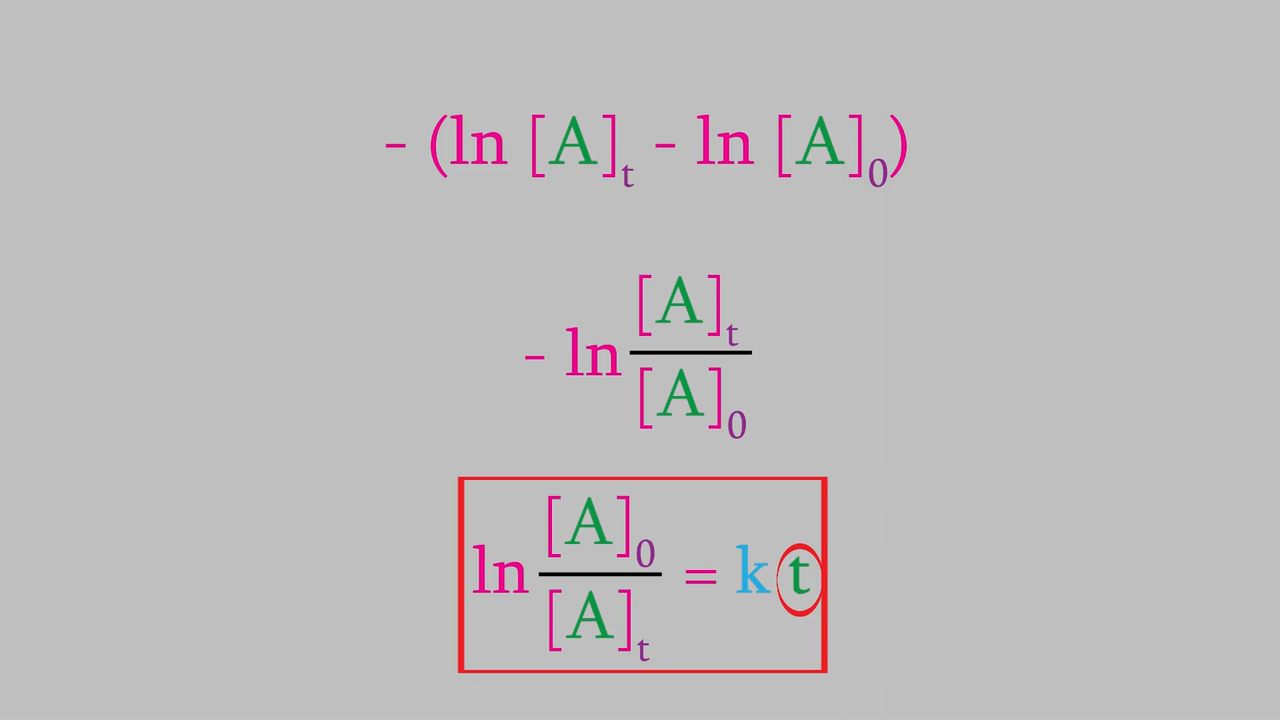 - (ln [A]t - ln [A]0)
- ln [A]t / [A]0
ln [A]0 / [A]t = k t